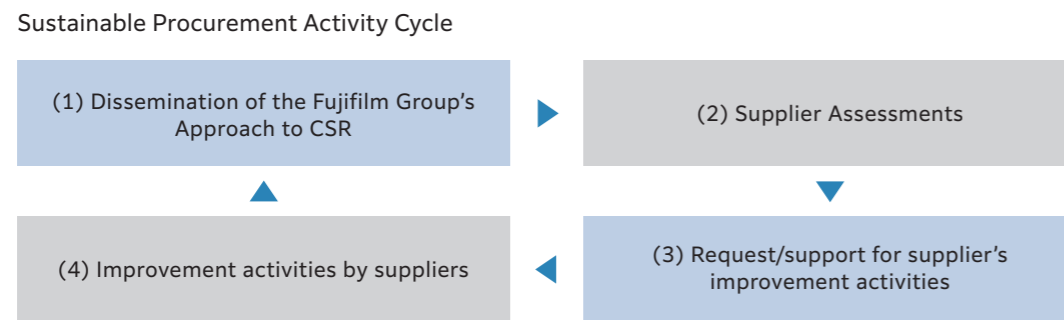 Sustainable Procurement Activity Cycle
(1) Dissemination of the Fujifilm Group’s
Approach to CSR
(2) Supplier Assessments
(3) Request/support for supplier’s
improvement activities
(4) Improvement activities by suppliers